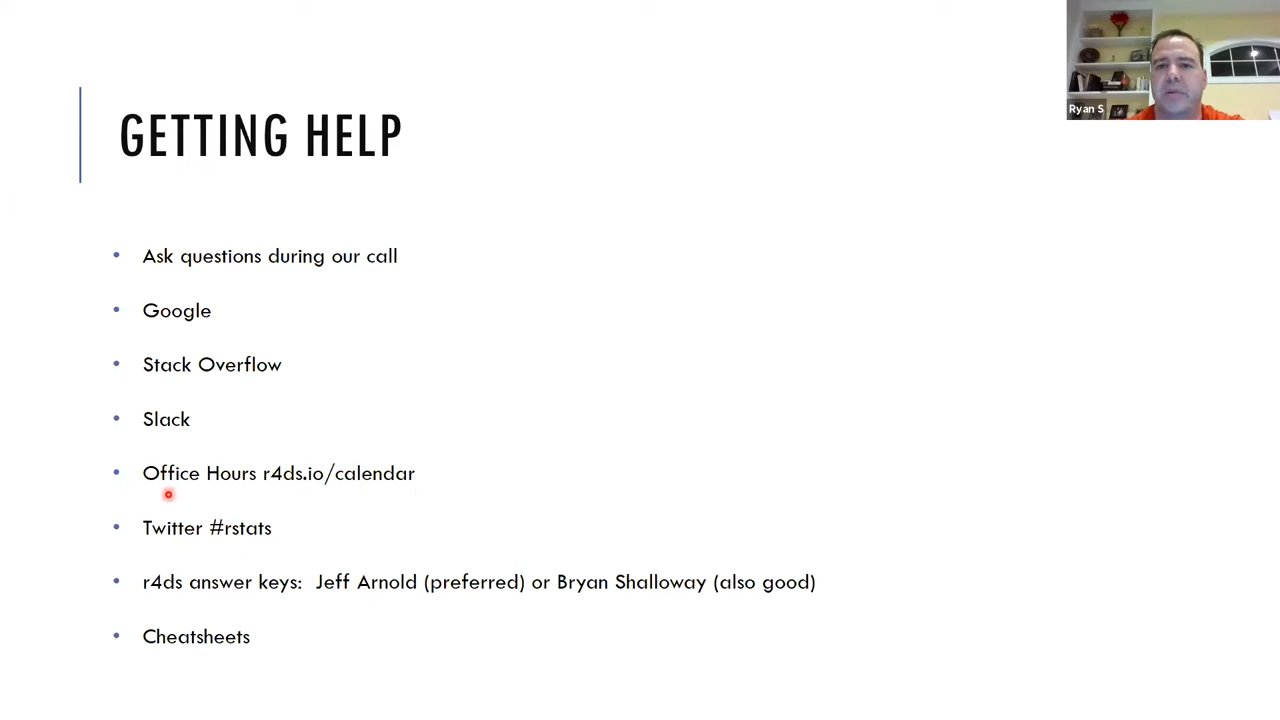 Ryan S
GETTING HELP
• Ask questions during our call
• Google
• Stack Overflow
• Slack
• Office Hours r4ds.io/calendar
• Twitter #rstats
• r4ds answer keys: Jeff Arnold (preferred) or Bryan Shalloway (also good)
• Cheatsheets